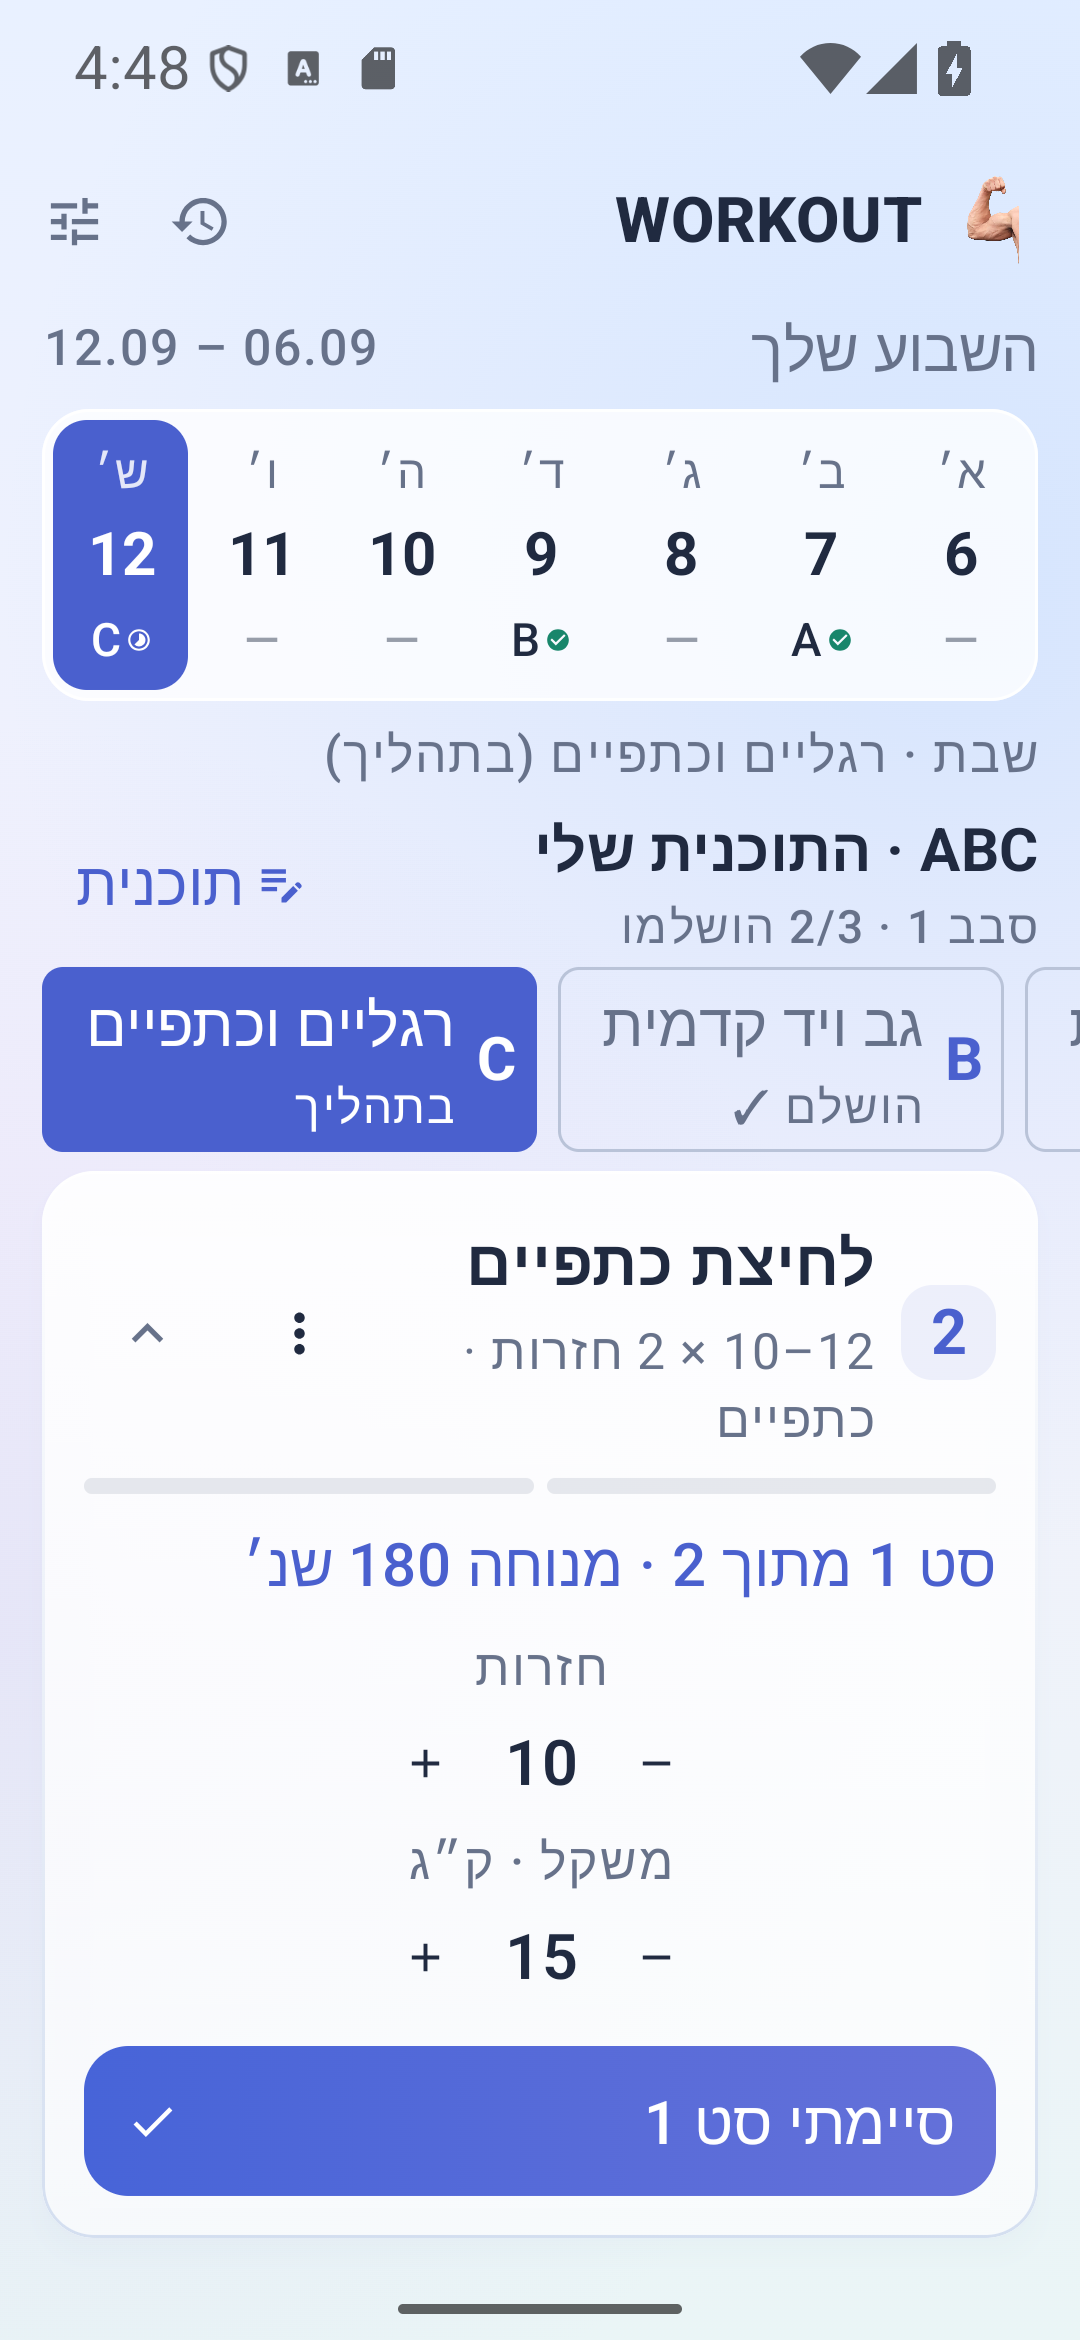 4:48
WORKOUT
השבוע שלך
06.09 – 12.09
א׳ ב׳ ג׳ ד׳ ה׳ ו׳ ש׳
6 7 8 9 10 11 12
– A – B – – C
שבת · רגליים וכתפיים (בתהליך)
ABC · התוכנית שלי
תוכנית
סבב 1 · 2/3 הושלמו
B גב ויד קדמית
הושלם ✓
C רגליים וכתפיים
בתהליך
2
לחיצת כתפיים
2 × 10–12 חזרות ·
כתפיים
סט 1 מתוך 2 · מנוחה 180 שנ׳
חזרות
– 10 +
משקל · ק״ג
– 15 +
סיימתי סט 1